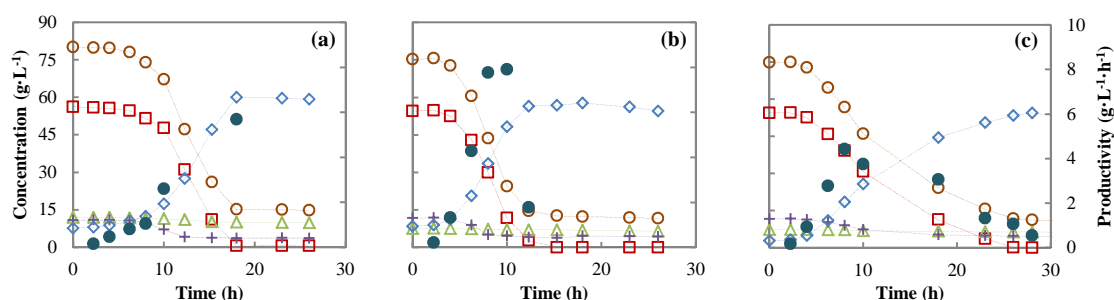 90
75
60
45
30
15
0
Concentration (g·L-1)
(a)
0 10 20 30
Time (h)
(b)
0 10 20 30
Time (h)
(c)
0 10 20 30
Time (h)
10
8
6
4
2
0
Productivity (g·L-1·h-1)